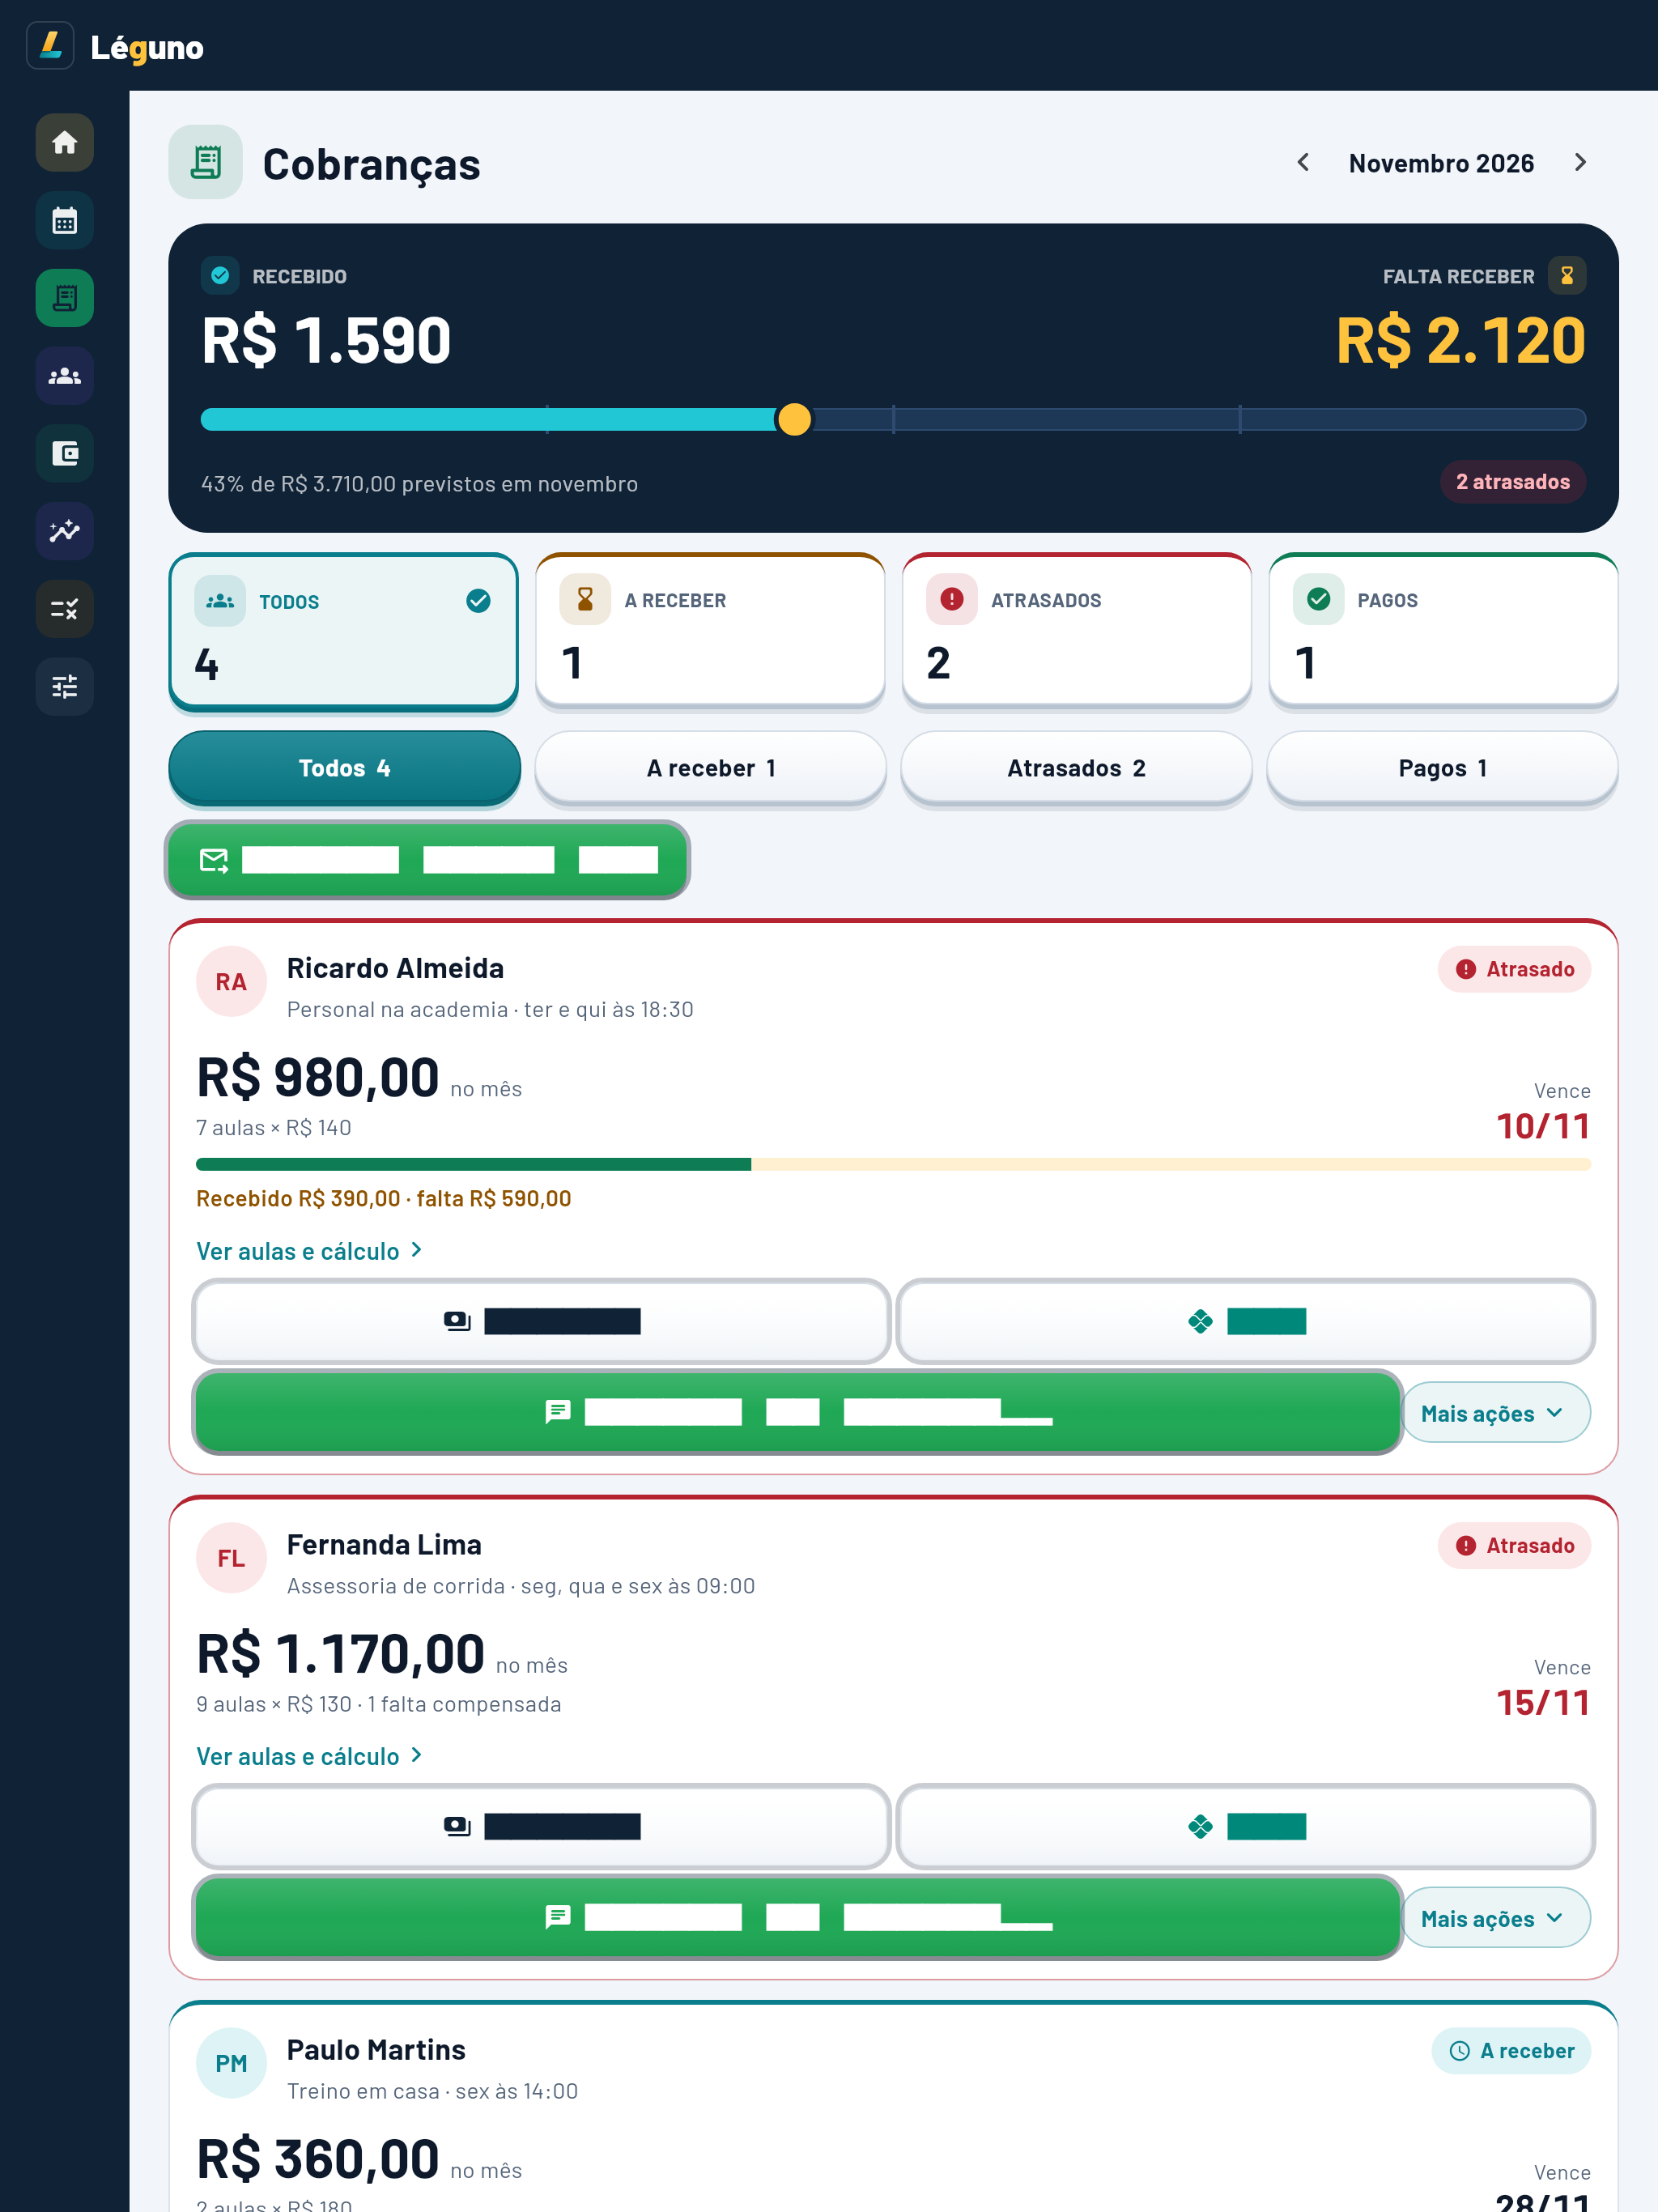 Léguno
Cobranças
Novembro 2026
RECEBIDO
FALTA RECEBER
R$ 1.590
R$ 2.120
43% de R$ 3.710,00 previstos em novembro
2 atrasados
TODOS
4
A RECEBER
1
ATRASADOS
2
PAGOS
1
Todos 4
A receber 1
Atrasados 2
Pagos 1
RA
Ricardo Almeida
Atrasado
Personal na academia · ter e qui às 18:30
R$ 980,00 no mês
Vence
7 aulas × R$ 140
10/11
Recebido R$ 390,00 · falta R$ 590,00
Ver aulas e cálculo
Mais ações
FL
Fernanda Lima
Atrasado
Assessoria de corrida · seg, qua e sex às 09:00
R$ 1.170,00 no mês
Vence
9 aulas × R$ 130 · 1 falta compensada
15/11
Ver aulas e cálculo
Mais ações
PM
Paulo Martins
A receber
Treino em casa · sex às 14:00
R$ 360,00 no mês
Vence
2 aulas × R$ 180
28/11